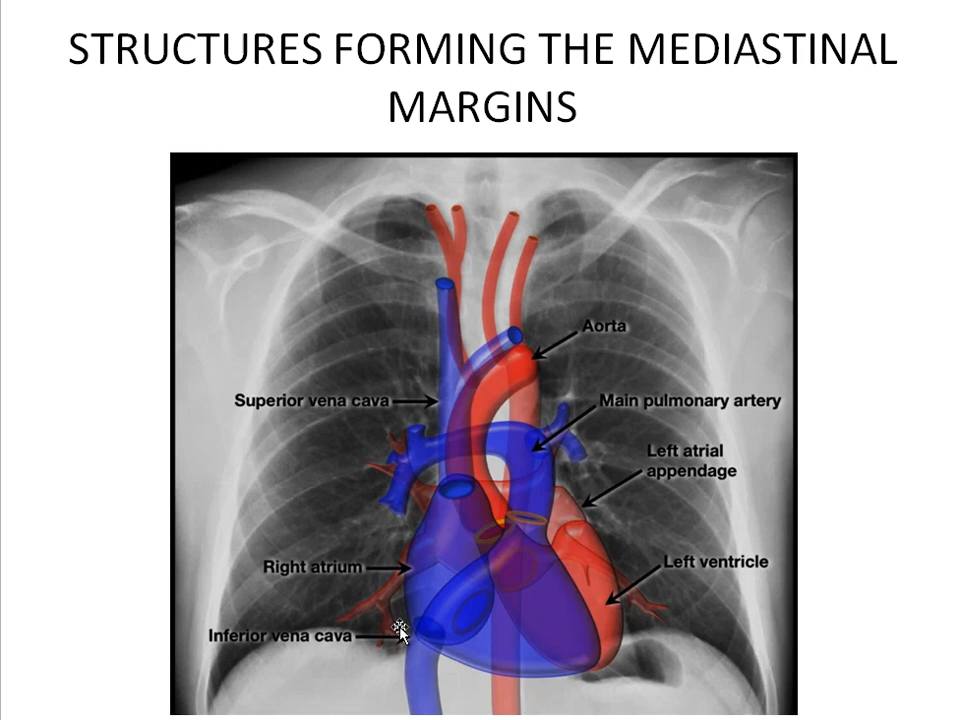 STRUCTURES FORMING THE MEDIASTINAL
MARGINS
Aorta
Superior vena cava
Main pulmonary artery
Left atrial
appendage
Right atrium
Left ventricle
Inferior vena cava